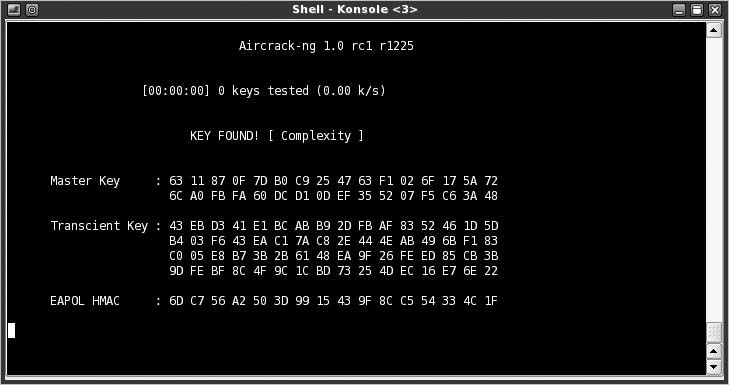 Shell - Konsole <3>
Aircrack-ng 1.0 rc1 r1225
[00:00:00] 0 keys tested (0.00 k/s)
KEY FOUND! [ Complexity ]
Master Key : 63 11 87 0F 7D B0 C9 25 47 63 F1 02 6F 17 5A 72
6C A0 FB FA 60 DC D1 0D EF 35 52 07 F5 C6 3A 48
Transcient Key : 43 EB D3 41 E1 BC AB B9 2D FB AF 83 52 46 1D 5D
B4 03 F6 43 EA C1 7A C8 2E 44 4E AB 49 6B F1 83
C0 05 E8 B7 3B 2B 61 48 EA 9F 26 FE ED 85 CB 3B
9D FE BF 8C 4F 9C 1C BD 73 25 4D EC 16 E7 6E 22
EAPOL HMAC : 6D C7 56 A2 50 3D 99 15 43 9F 8C C5 54 33 4C 1F